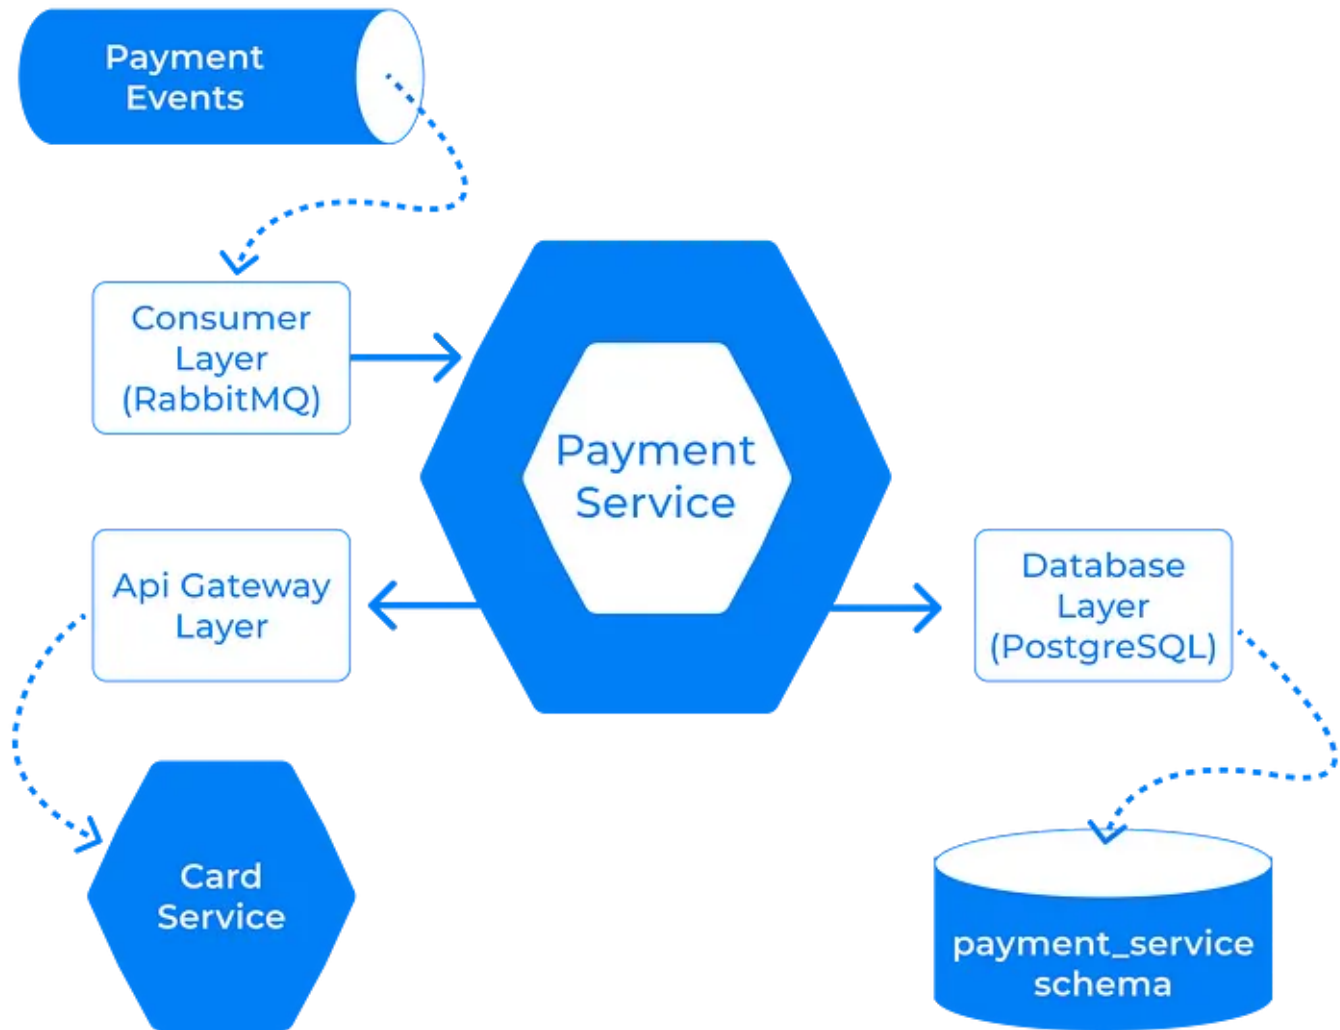 Payment
Events
Consumer
Layer
(RabbitMQ)
Payment
Service
Api Gateway
Layer
Database
Layer
(PostgreSQL)
Card
Service
payment_service
schema